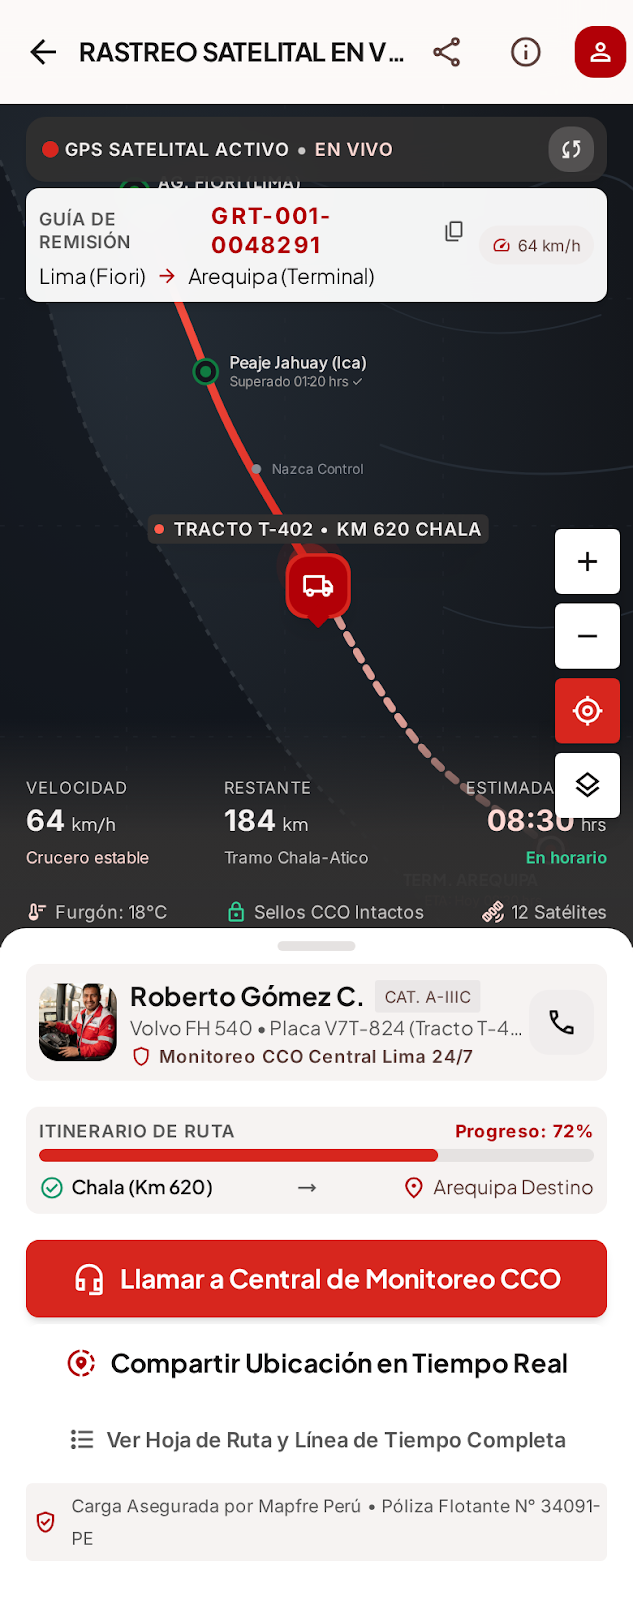 RASTREO SATELITAL EN V...
GPS SATELITAL ACTIVO • EN VIVO
AG. FIORI (LIMA)
GUÍA DE REMISIÓN
GRT-001-0048291
64 km/h
Lima (Fiori) → Arequipa (Terminal)
Peaje Jahuay (Ica)
Superado 01:20 hrs ✓
Nazca Control
TRACTO T-402 • KM 620 CHALA
VELOCIDAD
64 km/h
Crucero estable
RESTANTE
184 km
Tramo Chala-Atico
ESTIMADA
08:30 hrs
En horario
TERM. AREQUIPA
Furgón: 18°C
Sellos CCO Intactos
12 Satélites
Roberto Gómez C.
CAT. A-IIIC
Volvo FH 540 • Placa V7T-824 (Tracto T-4...
Monitoreo CCO Central Lima 24/7
ITINERARIO DE RUTA
Progreso: 72%
Chala (Km 620) → Arequipa Destino
Llamar a Central de Monitoreo CCO
Compartir Ubicación en Tiempo Real
Ver Hoja de Ruta y Línea de Tiempo Completa
Carga Asegurada por Mapfre Perú • Póliza Flotante N° 34091-
PE